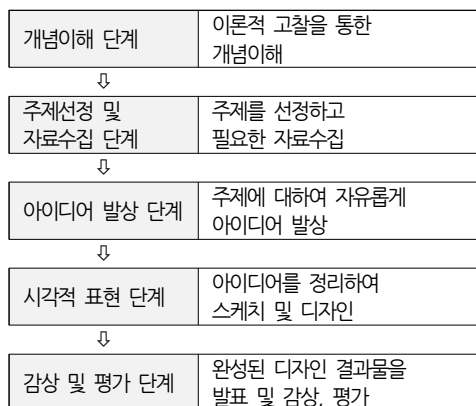 개념이해 단계
이론적 고찰을 통한
개념이해
⇩
주제선정 및
자료수집 단계
주제를 선정하고
필요한 자료수집
⇩
아이디어 발상 단계
주제에 대하여 자유롭게
아이디어 발상
⇩
시각적 표현 단계
아이디어를 정리하여
스케치 및 디자인
⇩
감상 및 평가 단계
완성된 디자인 결과물을
발표 및 감상, 평가